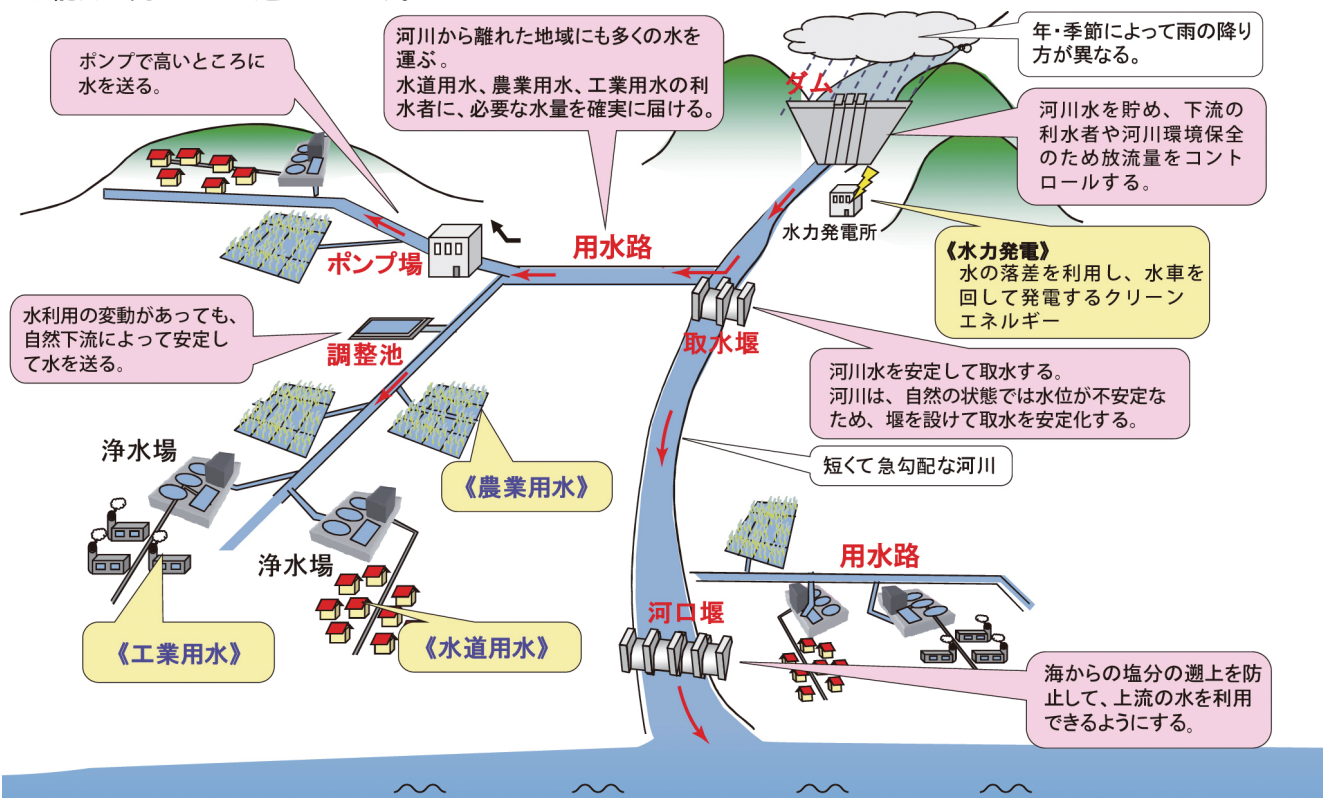 ポンプで高いところに
水を送る。
河川から離れた地域にも多くの水を
運ぶ。
水道用水、農業用水、工業用水の利
水者に、必要な水量を確実に届ける。
年・季節によって雨の降り
方が異なる。
ダム
河川水を貯め、下流の
利水者や河川環境保全
のため放流量をコント
ロールする。
水力発電所
《水力発電》
水の落差を利用し、水車を
回して発電するクリーン
エネルギー
用水路
ポンプ場
水利用の変動があっても、
自然下流によって安定し
て水を送る。
調整池
取水堰
河川水を安定して取水する。
河川は、自然の状態では水位が不安定な
ため、堰を設けて取水を安定化する。
短くて急勾配な河川
浄水場
《農業用水》
浄水場
《工業用水》
《水道用水》
用水路
河口堰
海からの塩分の遡上を防
止して、上流の水を利用
できるようにする。